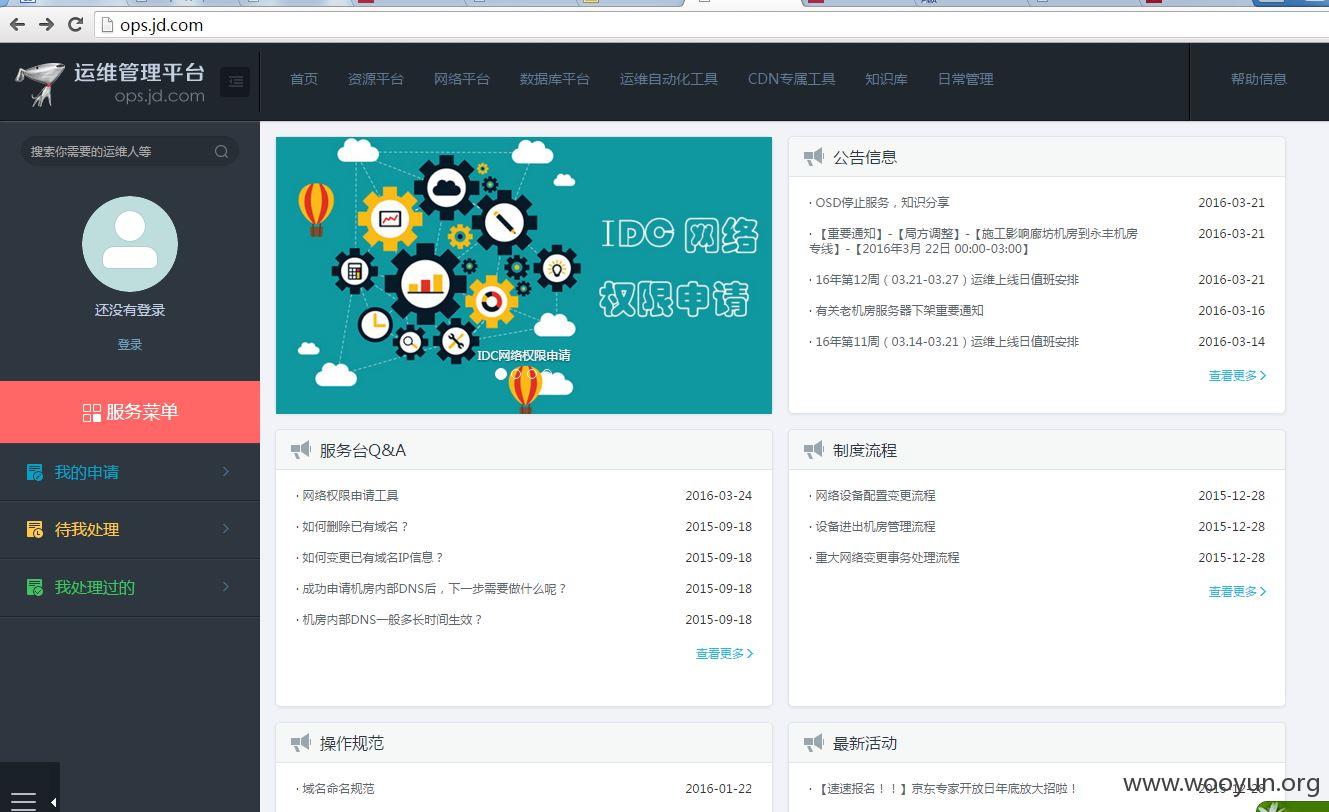 ops.jd.com
运维管理平台
ops.jd.com
首页
资源平台
网络平台
数据库平台
运维自动化工具
CDN专属工具
知识库
日常管理
帮助信息
搜索你需要的运维人等
还没有登录
登录
服务菜单
我的申请
待我处理
我处理过的
IDC 网络
权限申请
IDC网络权限申请
公告信息
· OSD停止服务，知识分享 2016-03-21
· 【重要通知】-【局方调整】-【施工影响廊坊机房到永丰机房 2016-03-21
专线】-【2016年3月 22日 00:00-03:00】
· 16年第12周（03.21-03.27）运维上线日值班安排 2016-03-21
· 有关老机房服务器下架重要通知 2016-03-16
· 16年第11周（03.14-03.21）运维上线日值班安排 2016-03-14
查看更多
服务台Q&A
· 网络权限申请工具 2016-03-24
· 如何删除已有域名？ 2015-09-18
· 如何变更已有域名IP信息？ 2015-09-18
· 成功申请机房内部DNS后，下一步需要做什么呢？ 2015-09-18
· 机房内部DNS一般多长时间生效？ 2015-09-18
查看更多
制度流程
· 网络设备配置变更流程 2015-12-28
· 设备进出机房管理流程 2015-12-28
· 重大网络变更事务处理流程 2015-12-28
查看更多
操作规范
· 域名命名规范 2016-01-22
最新活动
· 【速速报名！！】京东专家开放日年底放大招啦！ 2015-12-28
www.wooyun.org